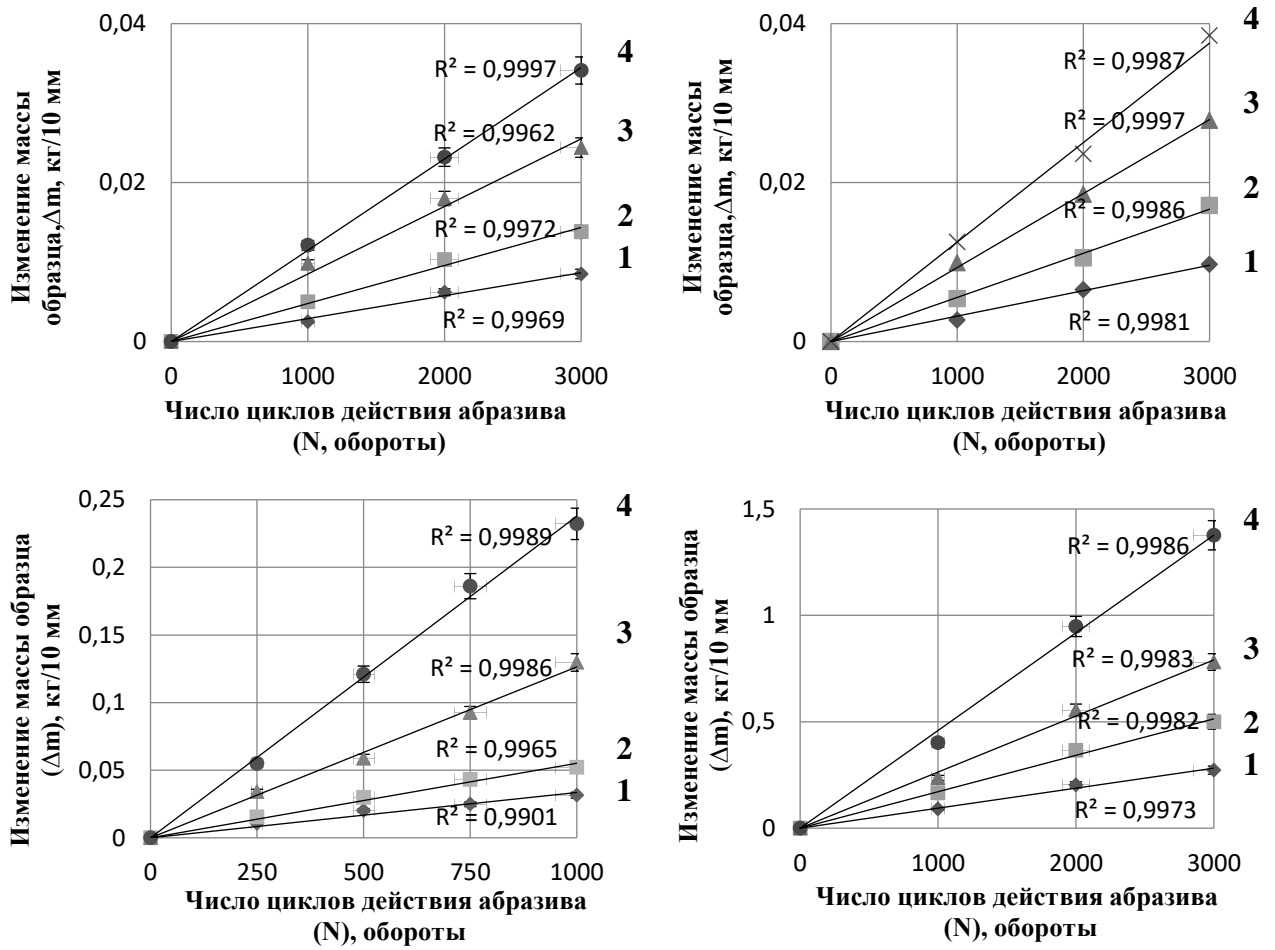 Изменение массы
образца,Δm, кг/10 мм
0,04
0,02
0
R² = 0,9997
R² = 0,9962
R² = 0,9972
R² = 0,9969
4
3
2
1
0 1000 2000 3000
Число циклов действия абразива
(N, обороты)
Изменение массы
образца,Δm, кг/10 мм
0,04
0,02
0
R² = 0,9987
R² = 0,9997
R² = 0,9986
R² = 0,9981
4
3
2
1
0 1000 2000 3000
Число циклов действия абразива
(N, обороты)
Изменение массы образца
(Δm), кг/10 мм
0,25
0,2
0,15
0,1
0,05
0
R² = 0,9989
R² = 0,9986
R² = 0,9965
R² = 0,9901
4
3
2
1
0 250 500 750 1000
Число циклов действия абразива
(N), обороты
Изменение массы образца
(Δm), кг/10 мм
1,5
1
0,5
0
R² = 0,9986
R² = 0,9983
R² = 0,9982
R² = 0,9973
4
3
2
1
0 1000 2000 3000
Число циклов действия абразива
(N), обороты